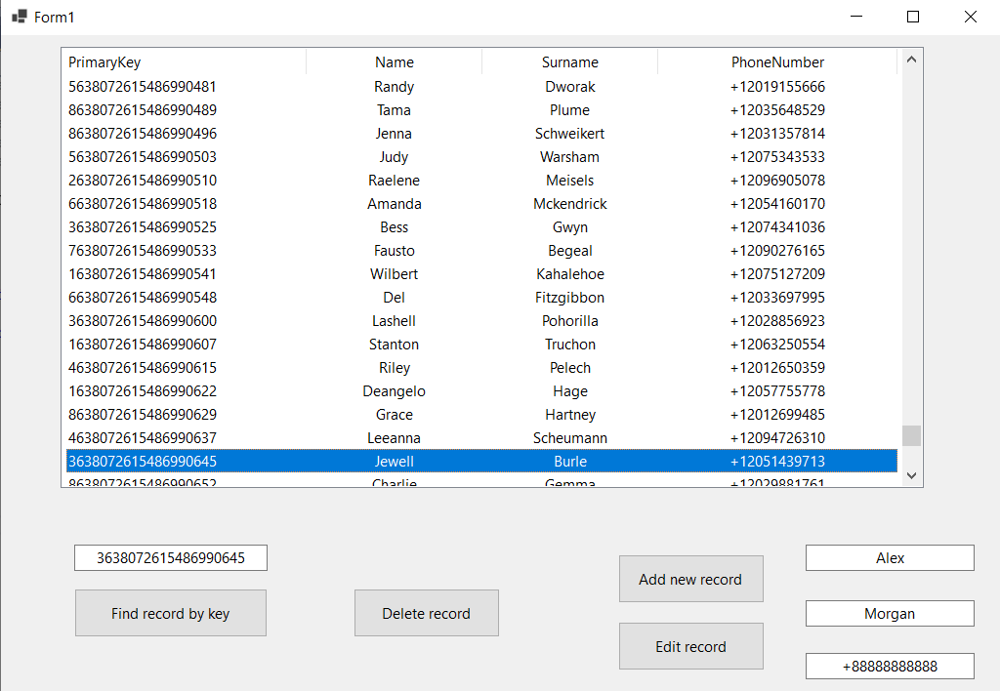 Form1
PrimaryKey Name Surname PhoneNumber
5638072615486990481 Randy Dworak +12019155666
8638072615486990489 Tama Plume +12035648529
8638072615486990496 Jenna Schweikert +12031357814
5638072615486990503 Judy Warsham +12075343533
2638072615486990510 Raelene Meisels +12096905078
6638072615486990518 Amanda Mckendrick +12054160170
3638072615486990525 Bess Gwyn +12074341036
7638072615486990533 Fausto Begeal +12090276165
1638072615486990541 Wilbert Kahalehoe +12075127209
6638072615486990548 Del Fitzgibbon +12033697995
3638072615486990600 Lashell Pohorilla +12028856923
1638072615486990607 Stanton Truchon +12063250554
4638072615486990615 Riley Pelech +12012650359
1638072615486990622 Deangelo Hage +12057755778
8638072615486990629 Grace Hartney +12012699485
4638072615486990637 Leeanna Scheumann +12094726310
3638072615486990645 Jewell Burle +12051439713
8638072615486990652 Charlie Gemma +12029881761
3638072615486990645
Find record by key
Delete record
Add new record
Edit record
Alex
Morgan
+88888888888